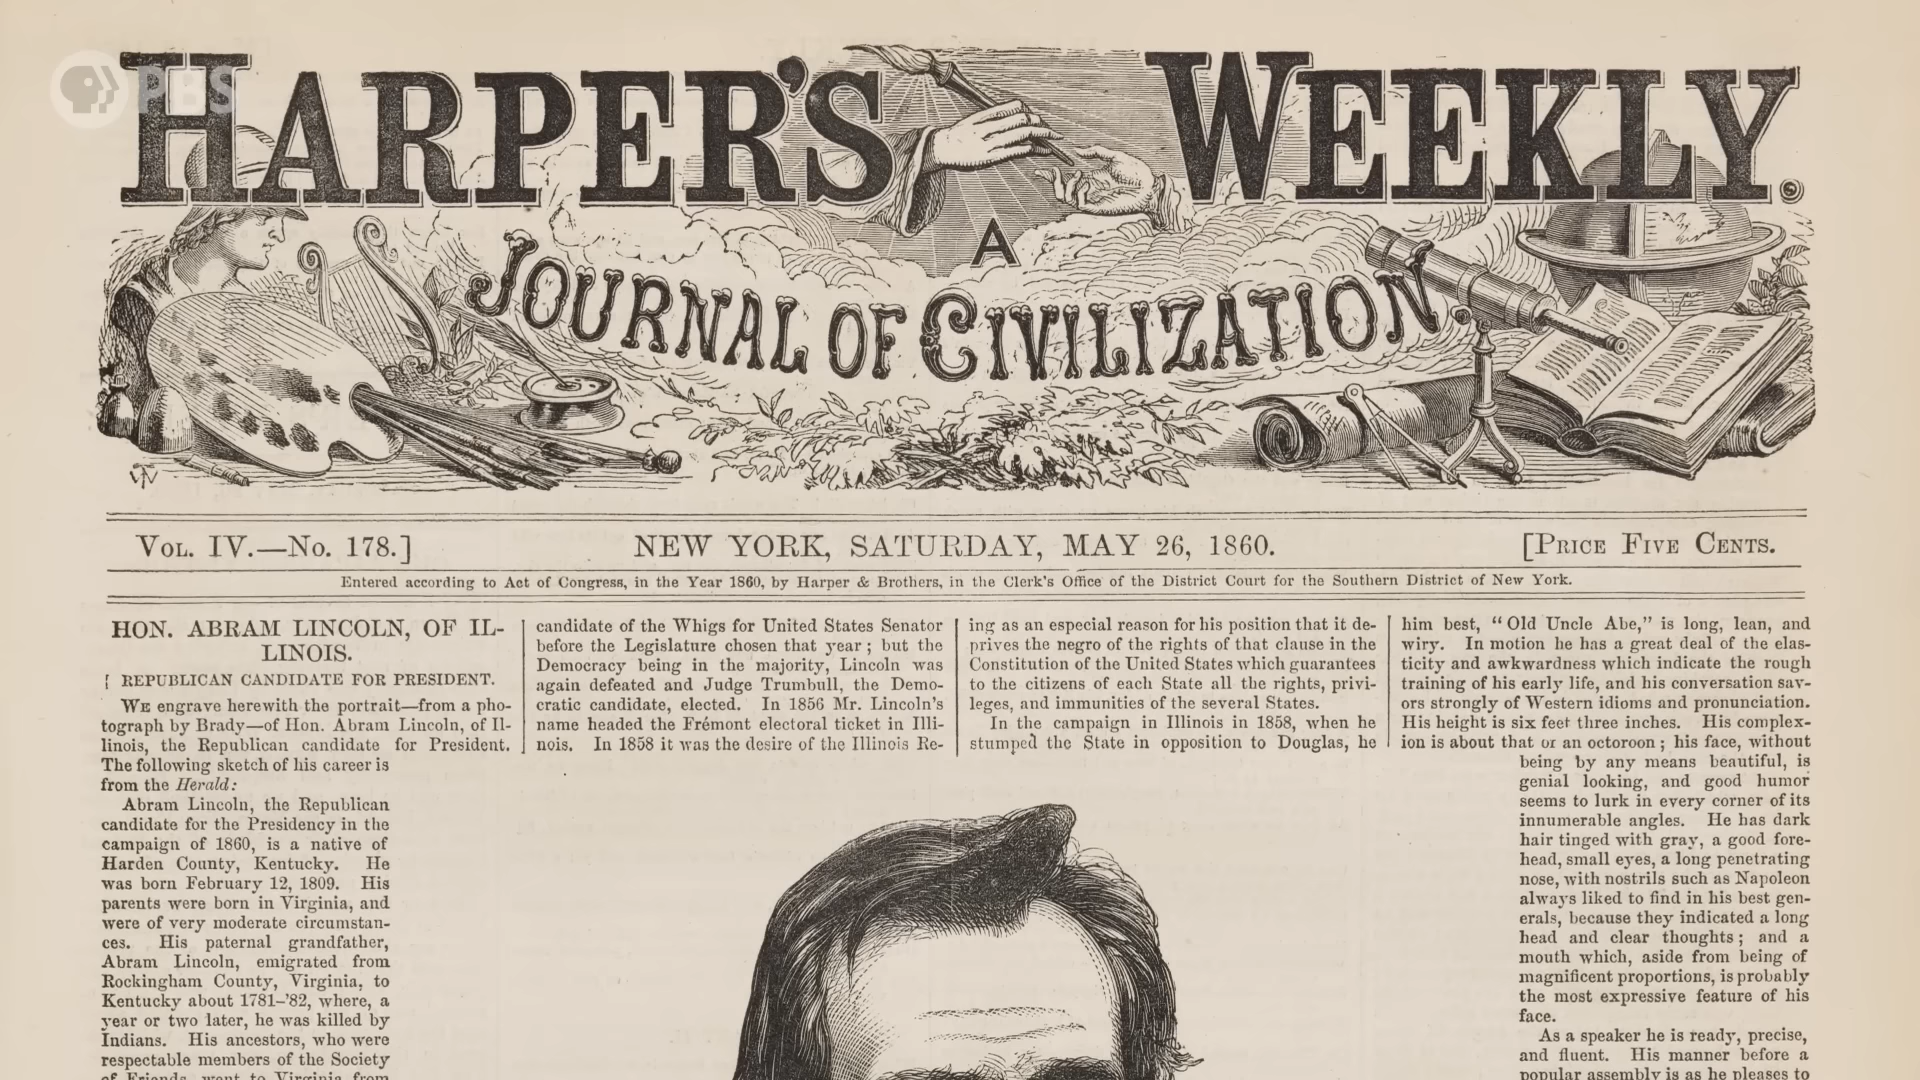 PBS
HARPER'S WEEKLY.
A
JOURNAL OF CIVILIZATION
VOL. IV.—No. 178.]
NEW YORK, SATURDAY, MAY 26, 1860.
[PRICE FIVE CENTS.
Entered according to Act of Congress, in the Year 1860, by Harper & Brothers, in the Clerk's Office of the District Court for the Southern District of New York.
HON. ABRAM LINCOLN, OF IL-
LINOIS.
[ REPUBLICAN CANDIDATE FOR PRESIDENT.
WE engrave herewith the portrait—from a pho-
tograph by Brady—of Hon. Abram Lincoln, of Il-
linois, the Republican candidate for President.
The following sketch of his career is
from the Herald:
Abram Lincoln, the Republican
candidate for the Presidency in the
campaign of 1860, is a native of
Harden County, Kentucky. He
was born February 12, 1809. His
parents were born in Virginia, and
were of very moderate circumstan-
ces. His paternal grandfather,
Abram Lincoln, emigrated from
Rockingham County, Virginia, to
Kentucky about 1781–'82, where, a
year or two later, he was killed by
Indians. His ancestors, who were
respectable members of the Society
of Friends, went to Virginia from
candidate of the Whigs for United States Senator
before the Legislature chosen that year; but the
Democracy being in the majority, Lincoln was
again defeated and Judge Trumbull, the Demo-
cratic candidate, elected. In 1856 Mr. Lincoln's
name headed the Frémont electoral ticket in Illi-
nois. In 1858 it was the desire of the Illinois Re-
ing as an especial reason for his position that it de-
prives the negro of the rights of that clause in the
Constitution of the United States which guarantees
to the citizens of each State all the rights, privi-
leges, and immunities of the several States.
In the campaign in Illinois in 1858, when he
stumped the State in opposition to Douglas, he
him best, "Old Uncle Abe," is long, lean, and
wiry. In motion he has a great deal of the elas-
ticity and awkwardness which indicate the rough
training of his early life, and his conversation sav-
ors strongly of Western idioms and pronunciation.
His height is six feet three inches. His complex-
ion is about that or an octoroon; his face, without
being by any means beautiful, is
genial looking, and good humor
seems to lurk in every corner of its
innumerable angles. He has dark
hair tinged with gray, a good fore-
head, small eyes, a long penetrating
nose, with nostrils such as Napoleon
always liked to find in his best gen-
erals, because they indicated a long
head and clear thoughts; and a
mouth which, aside from being of
magnificent proportions, is probably
the most expressive feature of his
face.
As a speaker he is ready, precise,
and fluent. His manner before a
popular assembly is as he pleases to